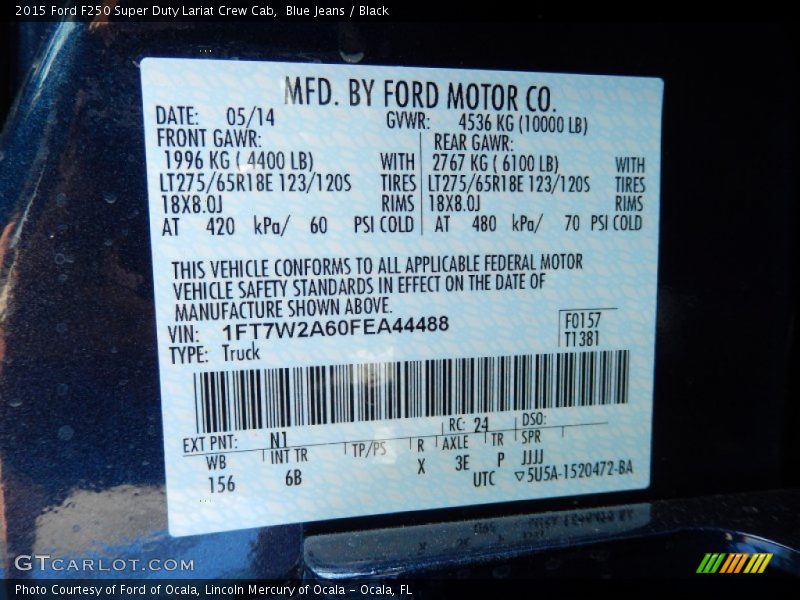 2015 Ford F250 Super Duty Lariat Crew Cab, Blue Jeans / Black
MFD. BY FORD MOTOR CO.
DATE: 05/14 GVWR: 4536 KG (10000 LB)
FRONT GAWR: REAR GAWR:
1996 KG ( 4400 LB) WITH 2767 KG ( 6100 LB) WITH
LT275/65R18E 123/120S TIRES LT275/65R18E 123/120S TIRES
18X8.0J RIMS 18X8.0J RIMS
AT 420 kPa/ 60 PSI COLD AT 480 kPa/ 70 PSI COLD
THIS VEHICLE CONFORMS TO ALL APPLICABLE FEDERAL MOTOR
VEHICLE SAFETY STANDARDS IN EFFECT ON THE DATE OF
MANUFACTURE SHOWN ABOVE.
VIN: 1FT7W2A60FEA44488 F0157
TYPE: Truck T1381
EXT PNT: N1 RC: 24 DSO:
WB INT TR TP/PS R AXLE TR SPR
156 6B X 3E P JJJJ
UTC ▽5U5A-1520472-BA
GTCARLOT.COM
Photo Courtesy of Ford of Ocala, Lincoln Mercury of Ocala - Ocala, FL